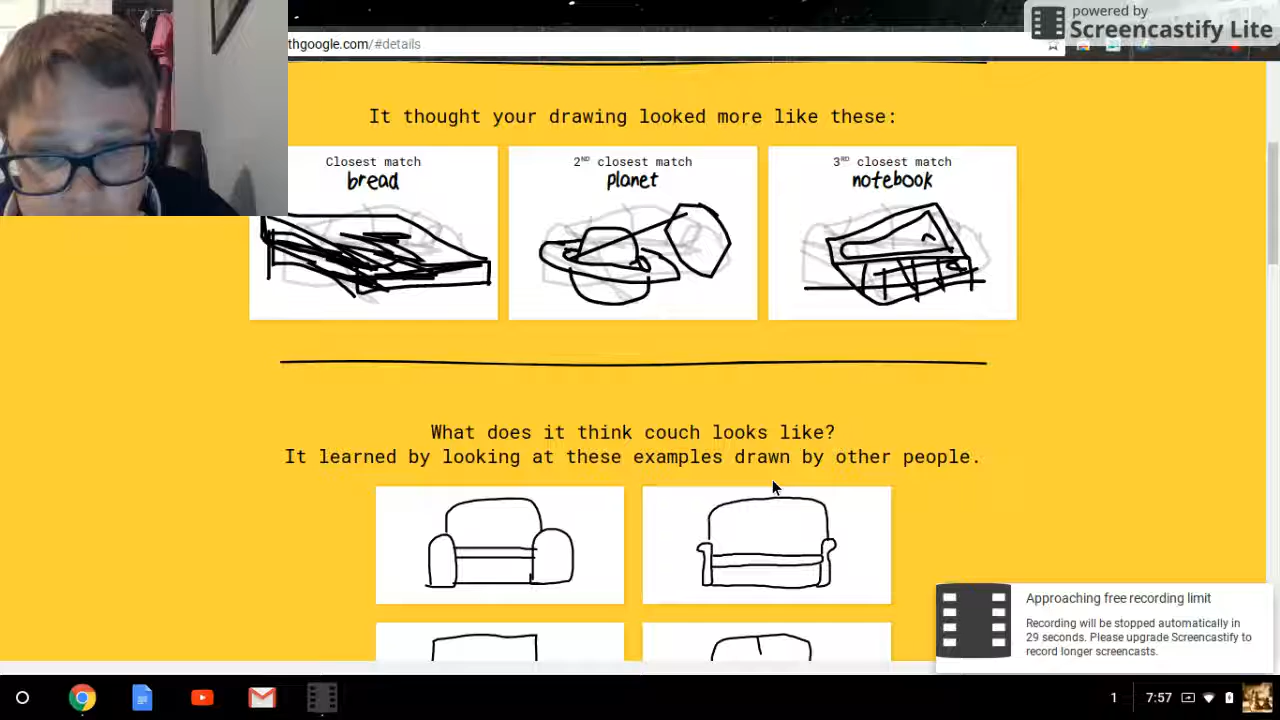 powered by
Screencastify Lite
thgoogle.com/#details
It thought your drawing looked more like these:
Closest match
bread
2ND closest match
planet
3RD closest match
notebook
What does it think couch looks like?
It learned by looking at these examples drawn by other people.
Approaching free recording limit
Recording will be stopped automatically in
29 seconds. Please upgrade Screencastify to
record longer screencasts.
1
7:57